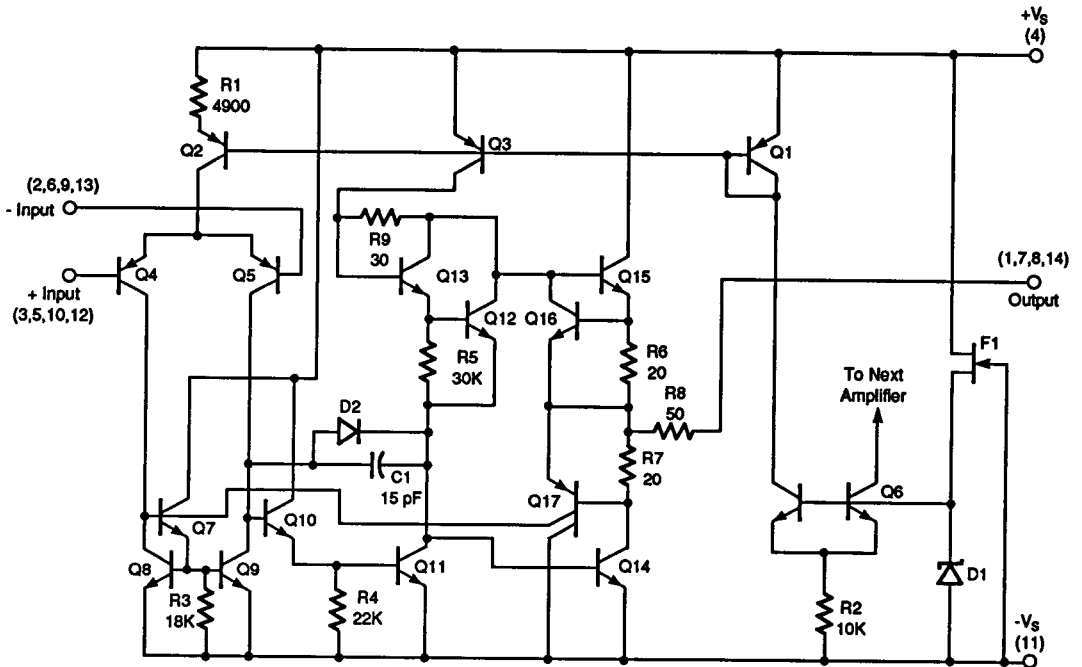 +VS
(4)
R1
4900
Q2
Q3
Q1
(2,6,9,13)
- Input
R9
30
Q4
Q5
Q13
Q15
(1,7,8,14)
Output
+ Input
(3,5,10,12)
Q12
Q16
F1
R5
30K
R6
20
To Next
Amplifier
R8
50
D2
R7
20
C1
15 pF
Q17
Q6
Q7
Q10
Q8
Q9
Q11
Q14
D1
R3
18K
R4
22K
R2
10K
-VS
(11)